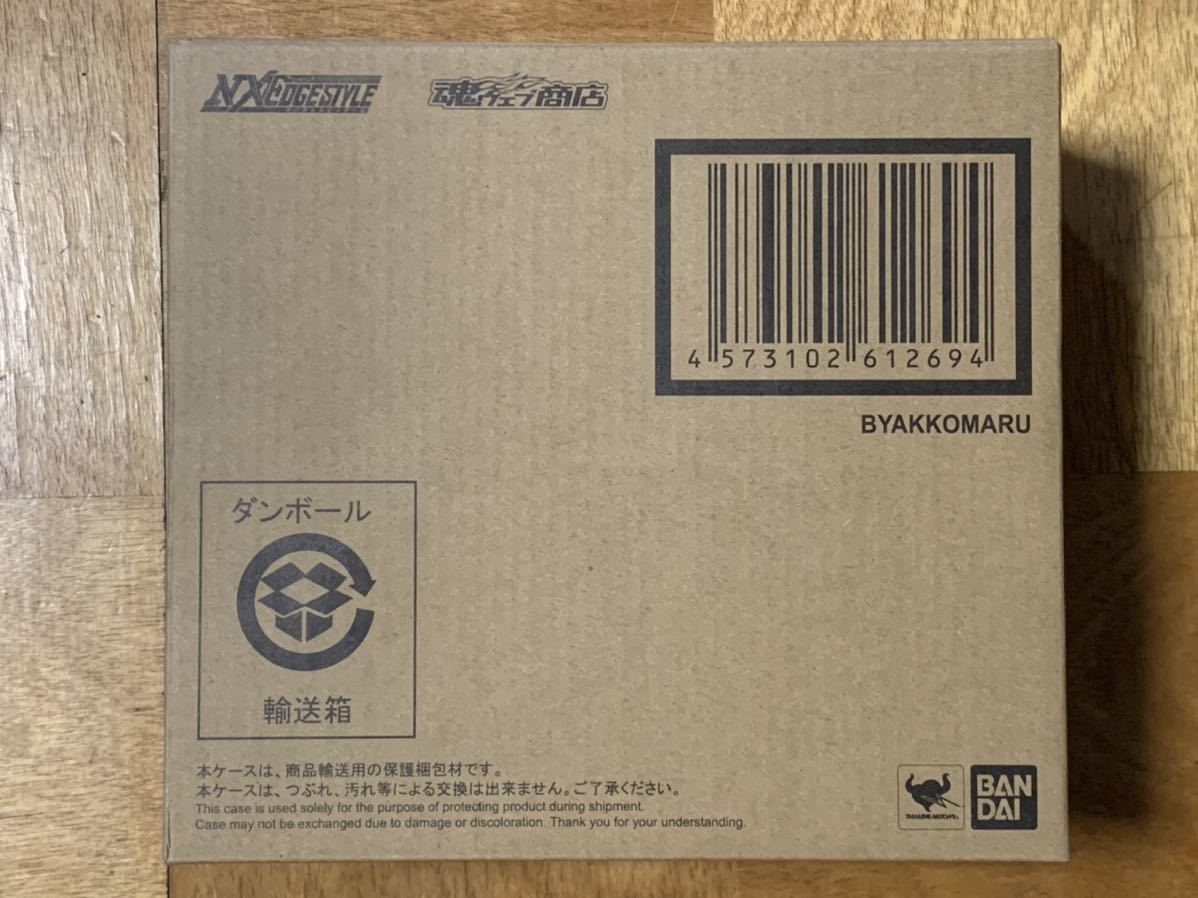 NXEDGESTYLE
魂ウェブ商店
4 573102 612694
BYAKKOMARU
ダンボール
輸送箱
本ケースは、商品輸送用の保護梱包材です。
本ケースは、つぶれ、汚れ等による交換は出来ません。ご了承ください。
This case is used solely for the purpose of protecting product during shipment.
Case may not be exchanged due to damage or discoloration. Thank you for your understanding.
TAMASHII NATIONS
BAN
DAI